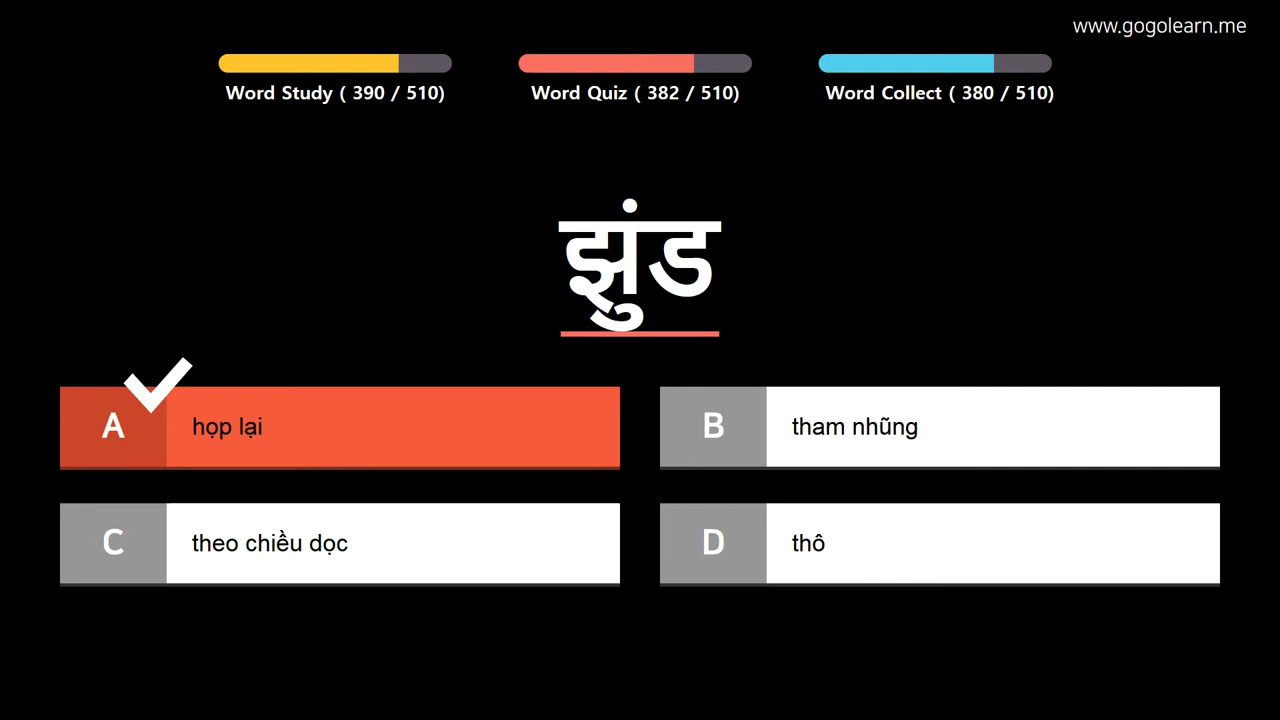 www.gogolearn.me
Word Study ( 390 / 510)
Word Quiz ( 382 / 510)
Word Collect ( 380 / 510)
झुंड
A
họp lại
B
tham nhũng
C
theo chiều dọc
D
thô